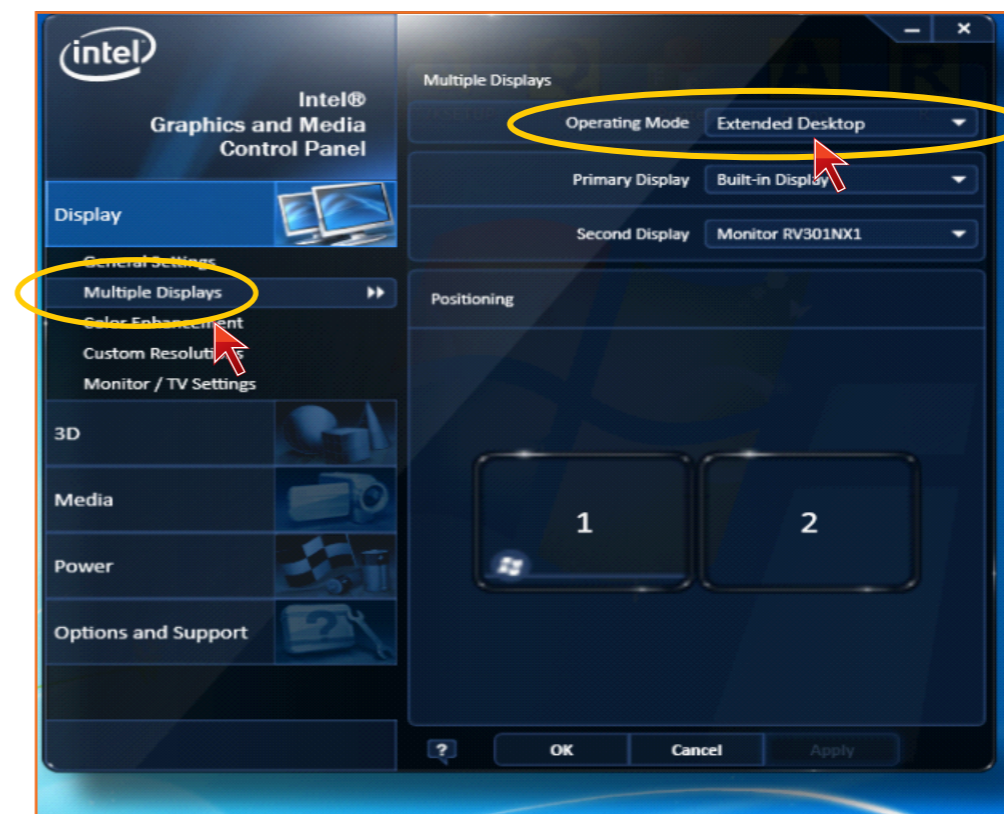 intel
Intel®
Graphics and Media
Control Panel
Display
General Settings
Multiple Displays
Color Enhancement
Custom Resolutions
Monitor / TV Settings
3D
Media
Power
Options and Support
Multiple Displays
Operating Mode Extended Desktop
Primary Display Built-in Display
Second Display Monitor RV301NX1
Positioning
1 2
? OK Cancel Apply